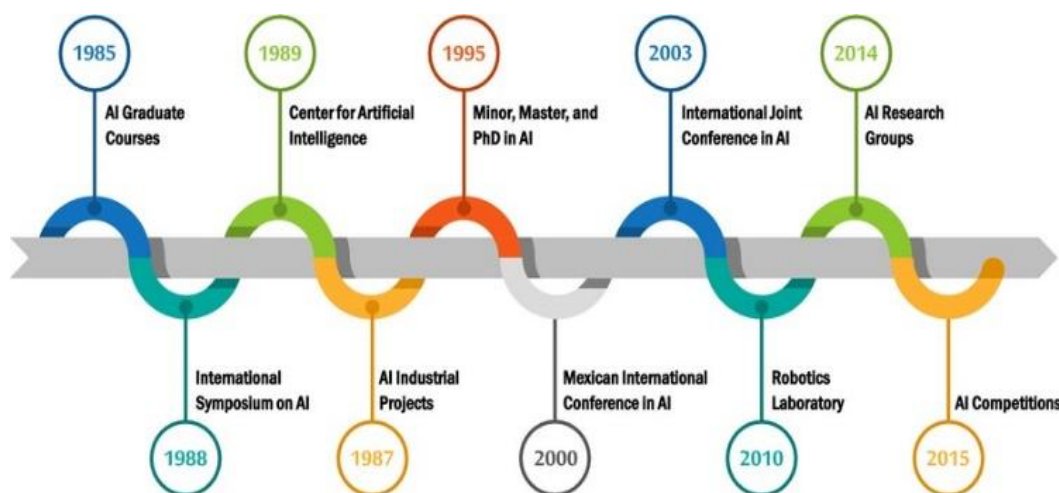 1985
1989
1995
2003
2014
AI Graduate
Courses
Center for Artificial
Intelligence
Minor, Master, and
PhD in AI
International Joint
Conference in AI
AI Research
Groups
International
Symposium on AI
AI Industrial
Projects
Mexican International
Conference in AI
Robotics
Laboratory
AI Competitions
1988
1987
2000
2010
2015